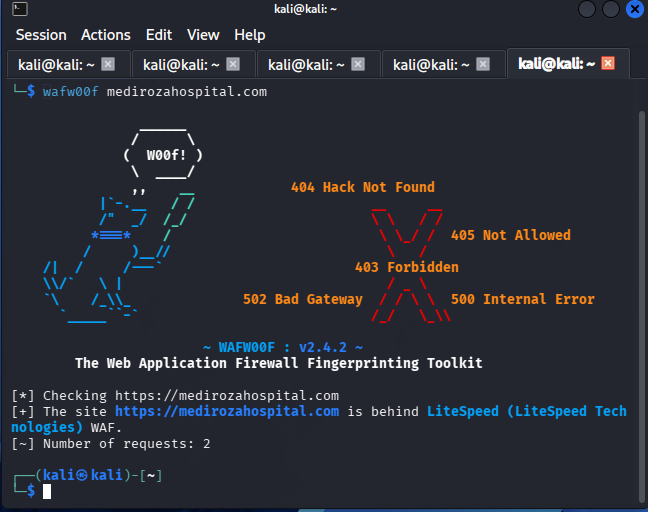 kali@kali: ~
Session Actions Edit View Help
kali@kali: ~ kali@kali: ~ kali@kali: ~ kali@kali: ~ kali@kali: ~
└─$ wafw00f medirozahospital.com
( W00f! )
404 Hack Not Found
405 Not Allowed
403 Forbidden
502 Bad Gateway 500 Internal Error
~ WAFW00F : v2.4.2 ~
The Web Application Firewall Fingerprinting Toolkit
[*] Checking https://medirozahospital.com
[+] The site https://medirozahospital.com is behind LiteSpeed (LiteSpeed Tech
nologies) WAF.
[~] Number of requests: 2
┌──(kali㉿kali)-[~]
└─$